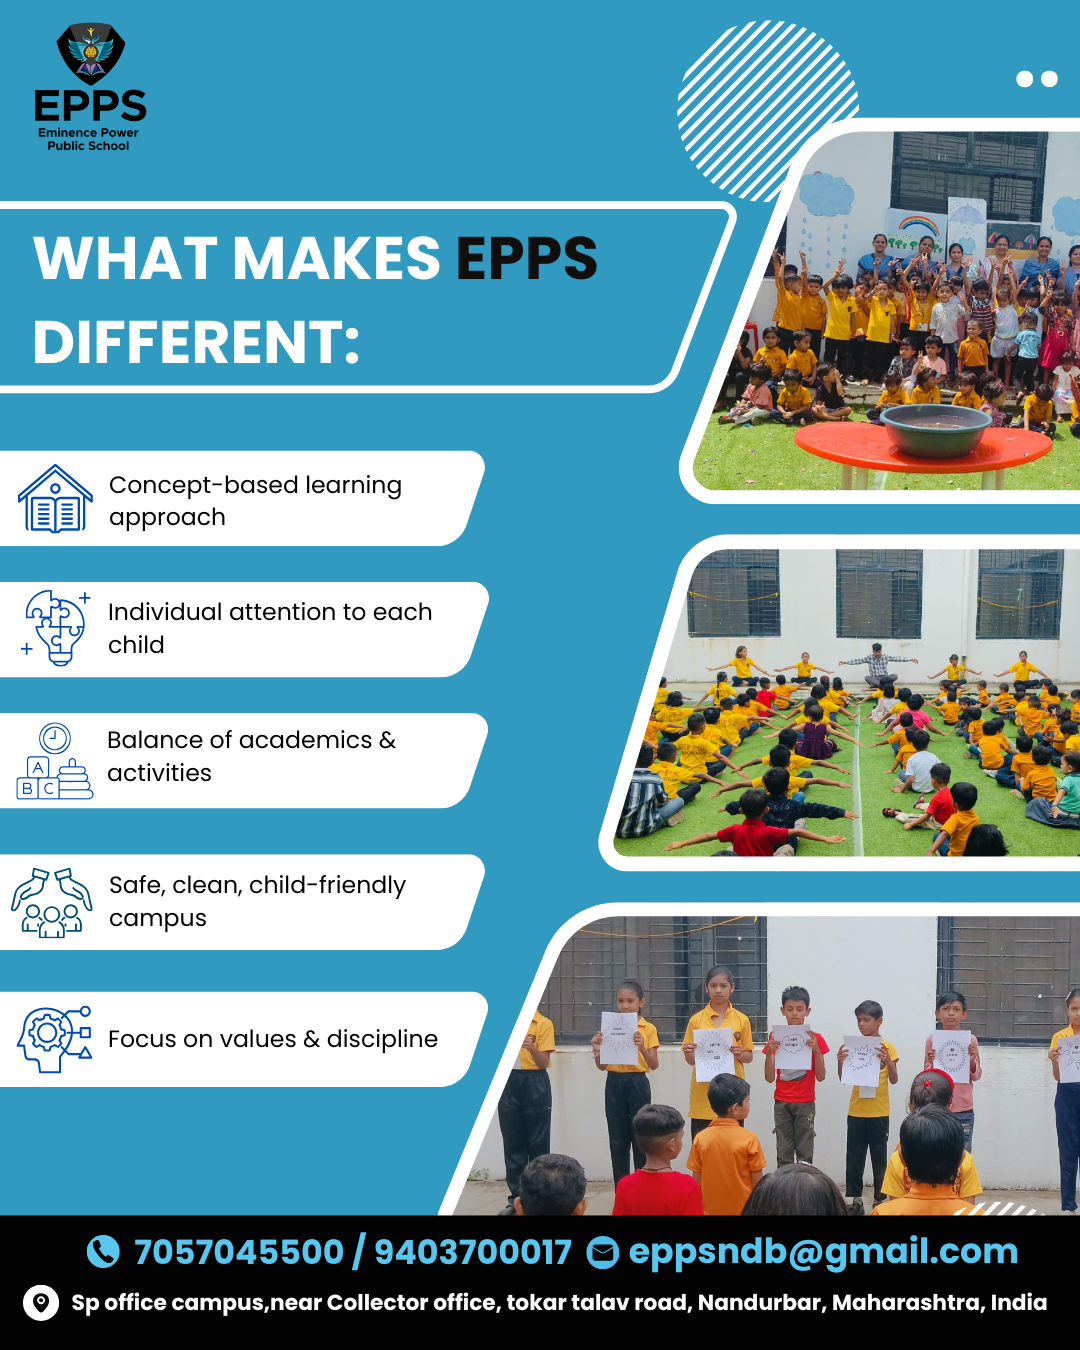 EPPS
Eminence Power
Public School
WHAT MAKES EPPS
DIFFERENT:
Concept-based learning
approach
Individual attention to each
child
A
B C
Balance of academics &
activities
Safe, clean, child-friendly
campus
Focus on values & discipline
7057045500 / 9403700017 eppsndb@gmail.com
Sp office campus,near Collector office, tokar talav road, Nandurbar, Maharashtra, India